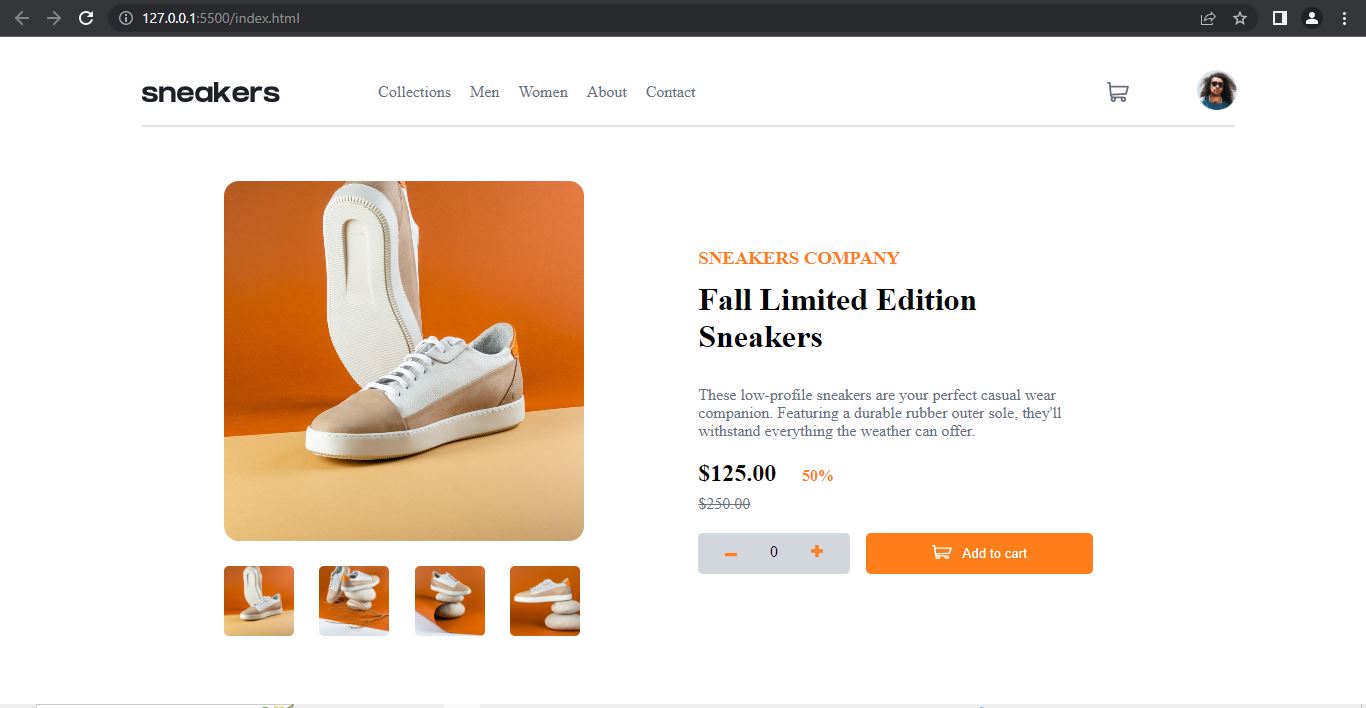 127.0.0.1:5500/index.html
sneakers Collections Men Women About Contact
SNEAKERS COMPANY
Fall Limited Edition
Sneakers
These low-profile sneakers are your perfect casual wear
companion. Featuring a durable rubber outer sole, they'll
withstand everything the weather can offer.
$125.00 50%
$250.00
0 Add to cart